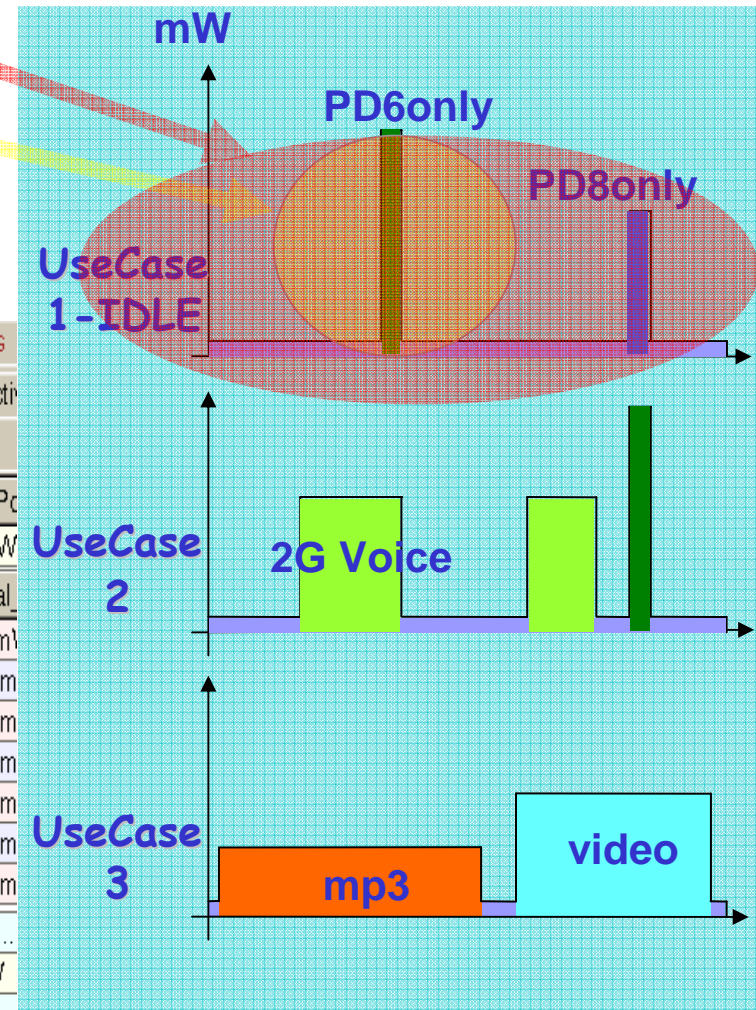 mW
PD6only
PD8only
UseCase
1-IDLE
2G Voice
UseCase
2
video
UseCase
3
mp3